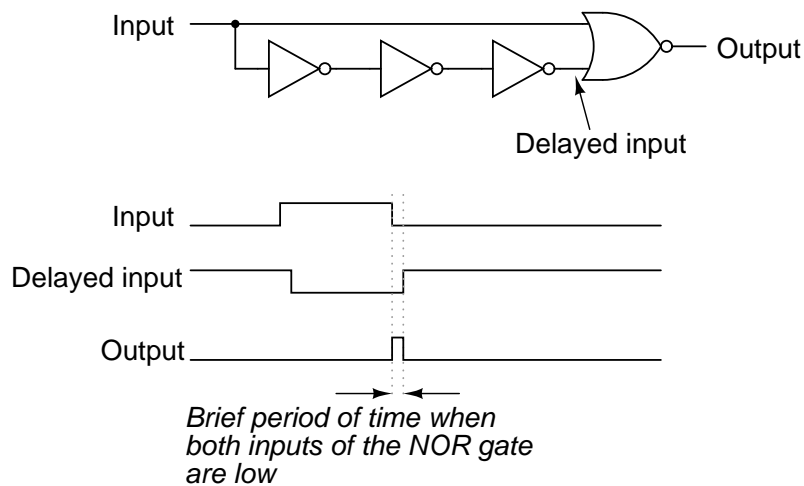 Input
Output
Delayed input
Input
Delayed input
Output
Brief period of time when
both inputs of the NOR gate
are low